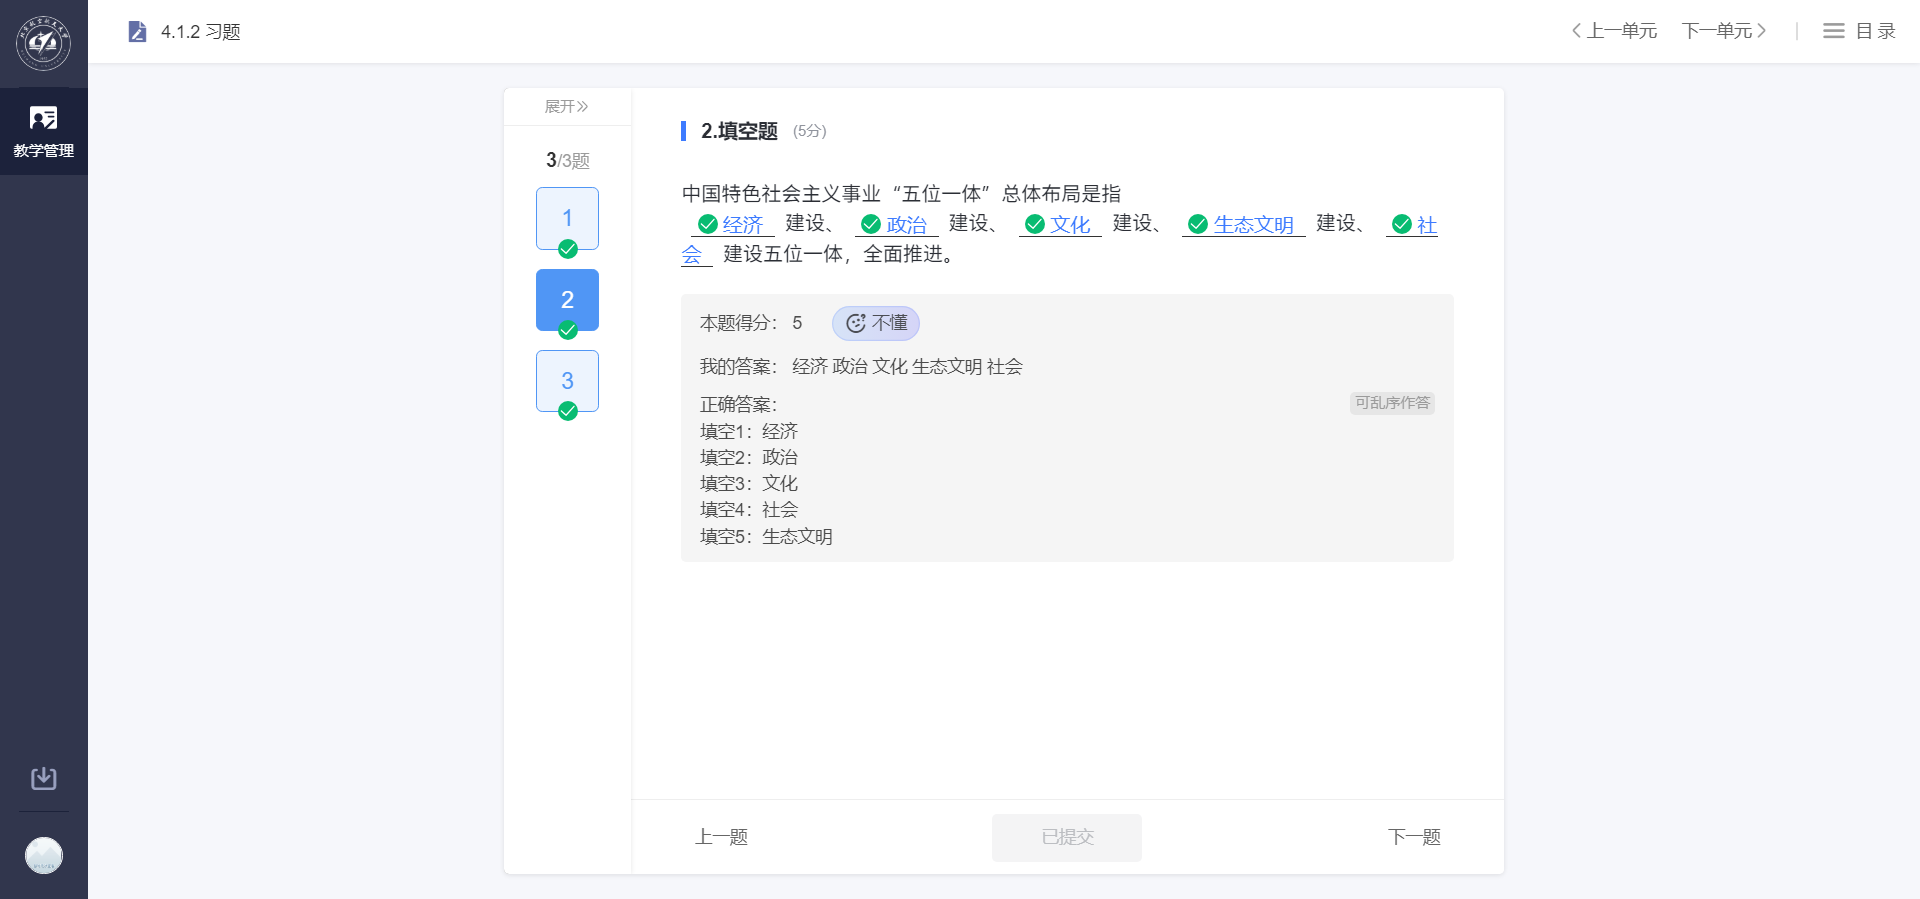 4.1.2 习题
上一单元 下一单元 目录
教学管理
展开
3/3题
1
2
3
2.填空题 (5分)
中国特色社会主义事业“五位一体”总体布局是指
经济 建设、 政治 建设、 文化 建设、 生态文明 建设、 社
会 建设五位一体，全面推进。
本题得分： 5 不懂
我的答案： 经济 政治 文化 生态文明 社会
正确答案： 可乱序作答
填空1：经济
填空2：政治
填空3：文化
填空4：社会
填空5：生态文明
上一题 已提交 下一题